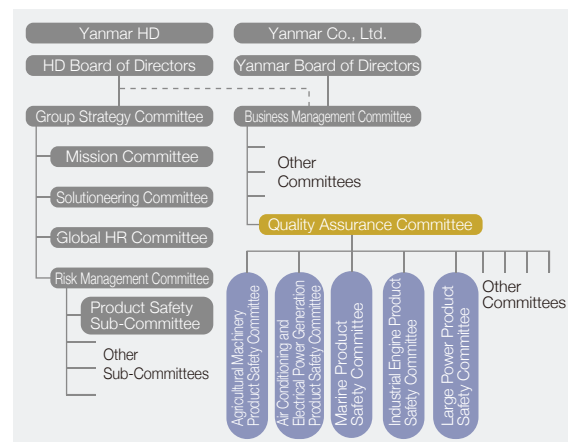 Yanmar HD
Yanmar Co., Ltd.
HD Board of Directors
Yanmar Board of Directors
Group Strategy Committee
Business Management Committee
Mission Committee
Other
Committees
Solutioneering Committee
Quality Assurance Committee
Global HR Committee
Risk Management Committee
Product Safety
Sub-Committee
Other
Sub-Committees
Agricultural Machinery
Product Safety Committee
Air Conditioning and
Electrical Power Generation
Product Safety Committee
Marine Product
Safety Committee
Industrial Engine Product
Safety Committee
Large Power Product
Safety Committee
Other
Committees